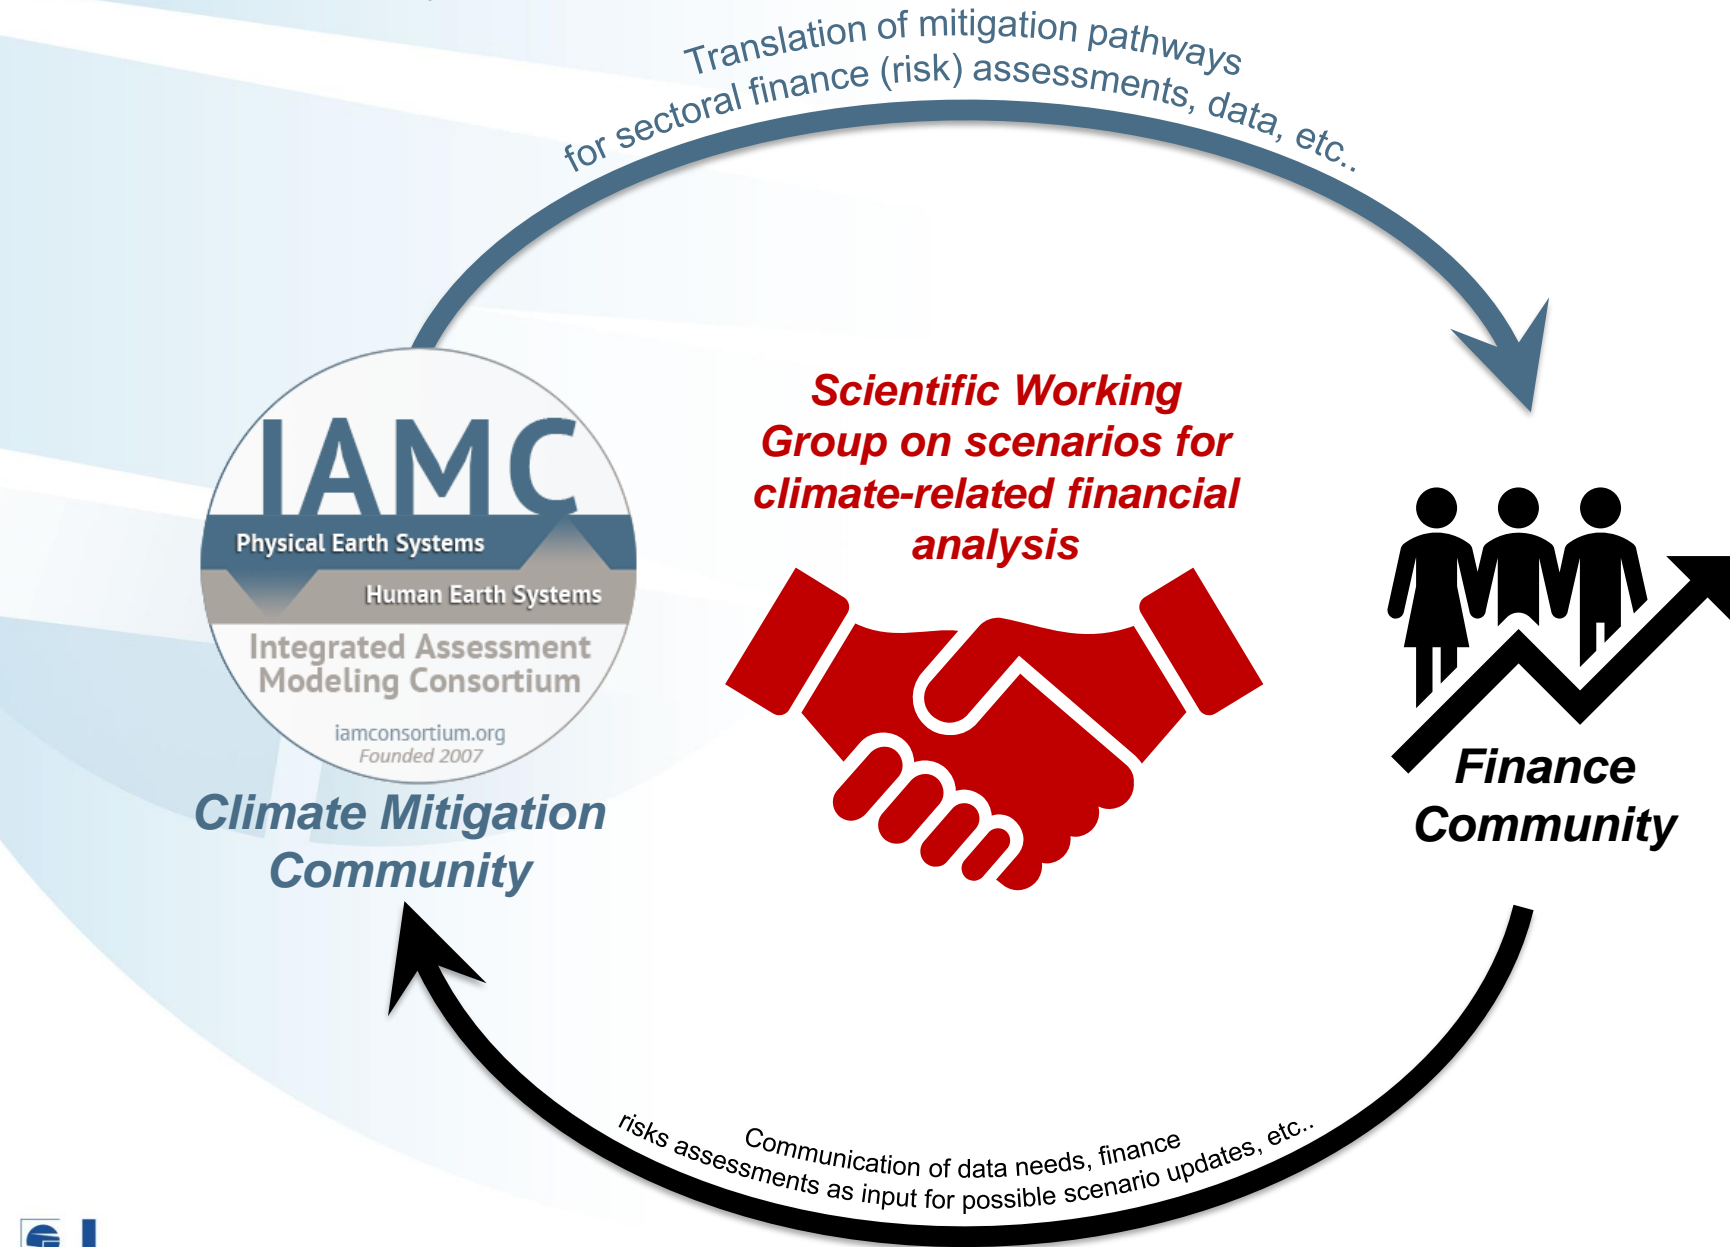 Translation of mitigation pathways
for sectoral finance (risk) assessments, data, etc..
Scientific Working
Group on scenarios for
climate-related financial
analysis
IAMC
Physical Earth Systems
Human Earth Systems
Integrated Assessment
Modeling Consortium
iamconsortium.org
Founded 2007
Climate Mitigation
Community
Finance
Community
Communication of data needs, finance
risks assessments as input for possible scenario updates, etc..